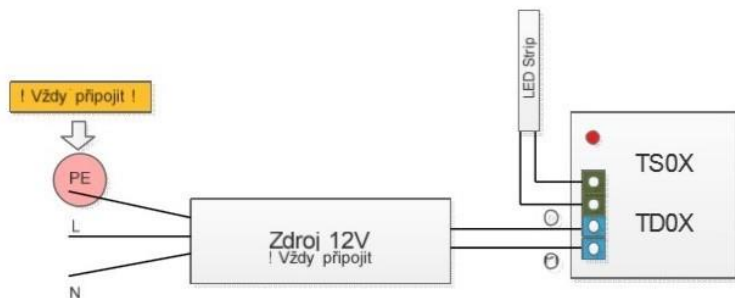 LED Strip
! Vždy připojit !
PE
TS0X
L
TD0X
Zdroj 12V
! Vždy připojit
N